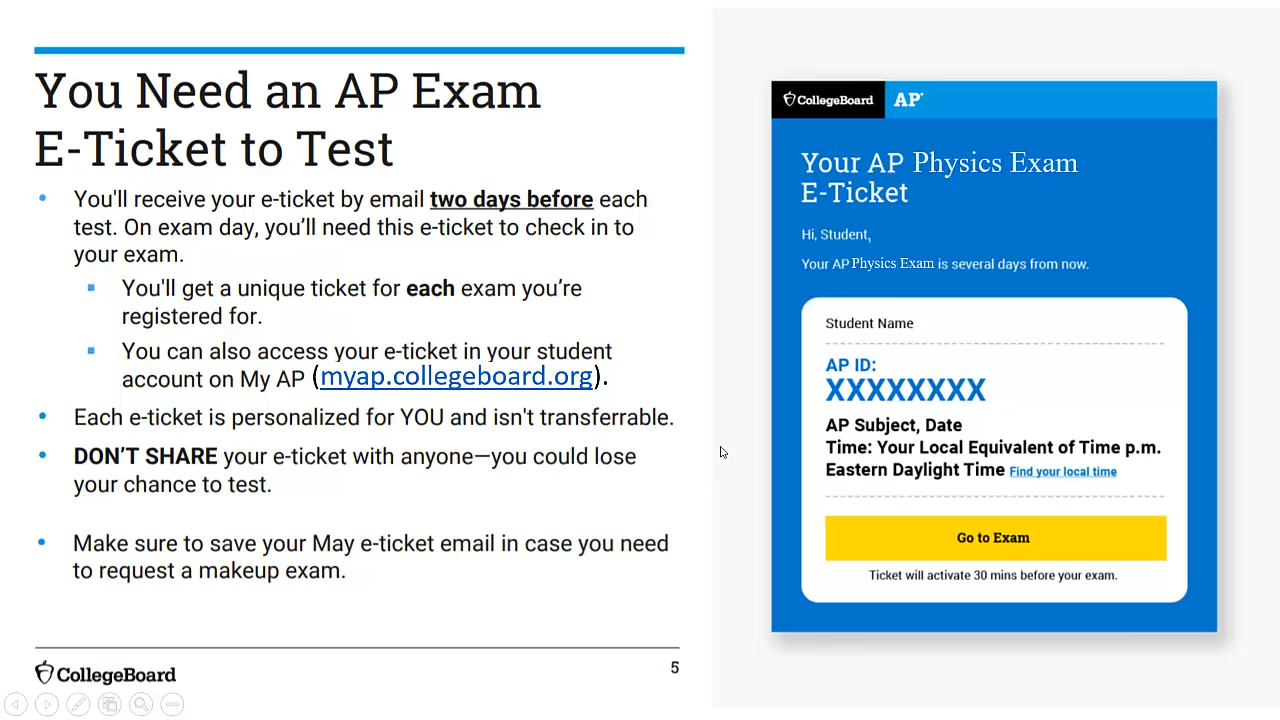 You Need an AP Exam
E-Ticket to Test
You'll receive your e-ticket by email two days before each
test. On exam day, you’ll need this e-ticket to check in to
your exam.
You'll get a unique ticket for each exam you’re
registered for.
You can also access your e-ticket in your student
account on My AP (myap.collegeboard.org).
Each e-ticket is personalized for YOU and isn't transferrable.
DON’T SHARE your e-ticket with anyone—you could lose
your chance to test.
Make sure to save your May e-ticket email in case you need
to request a makeup exam.
CollegeBoard
5
CollegeBoard AP
Your AP Physics Exam
E-Ticket
Hi, Student,
Your AP Physics Exam is several days from now.
Student Name
AP ID:
XXXXXXXX
AP Subject, Date
Time: Your Local Equivalent of Time p.m.
Eastern Daylight Time Find your local time
Go to Exam
Ticket will activate 30 mins before your exam.